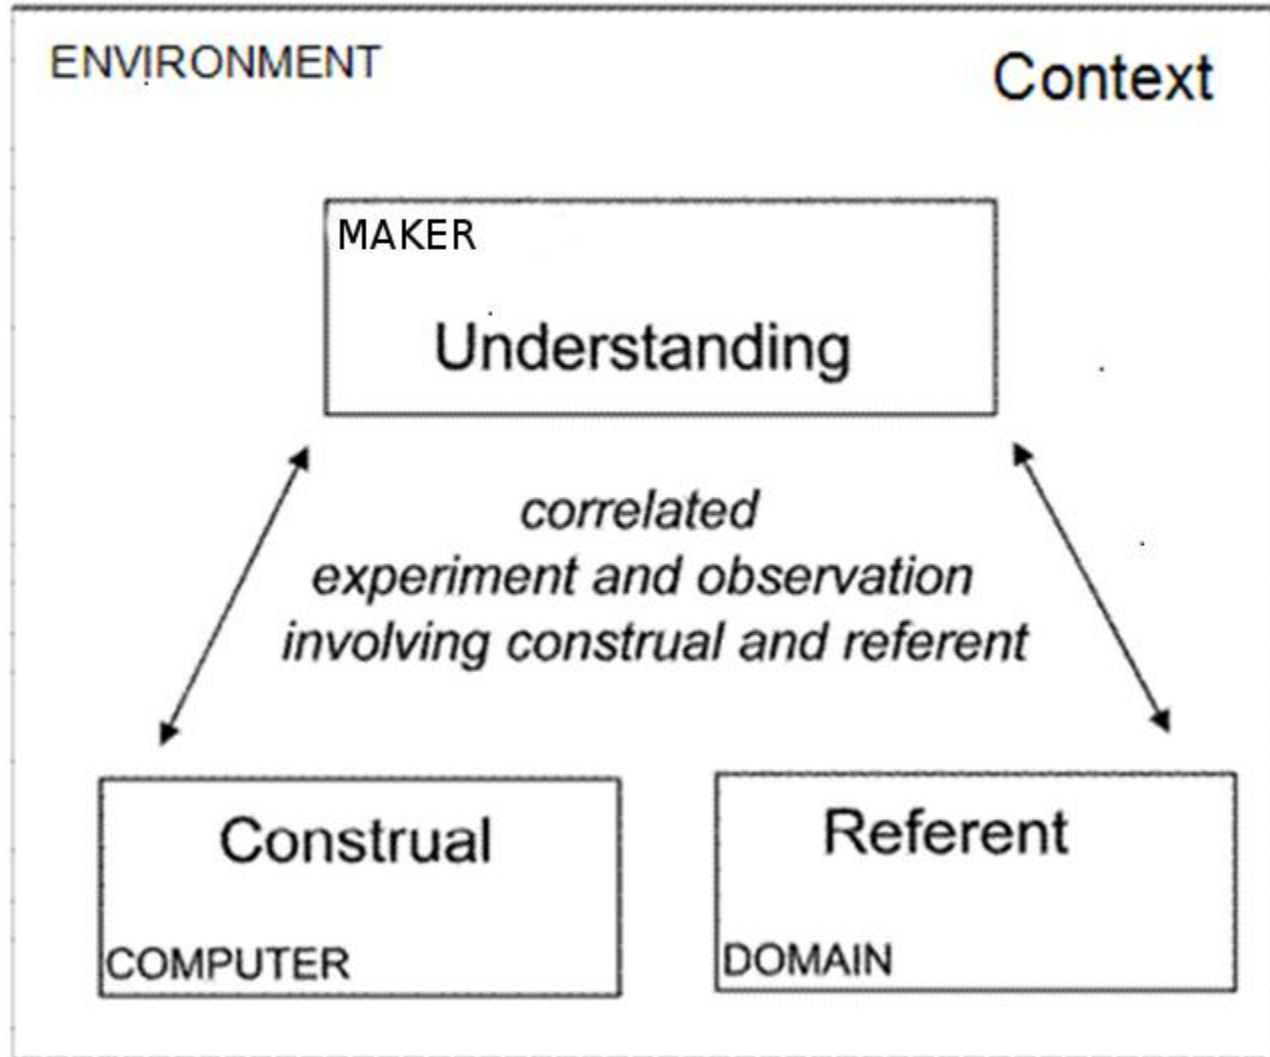 ENVIRONMENT
Context
MAKER
Understanding
correlated
experiment and observation
involving construal and referent
Construal
COMPUTER
Referent
DOMAIN